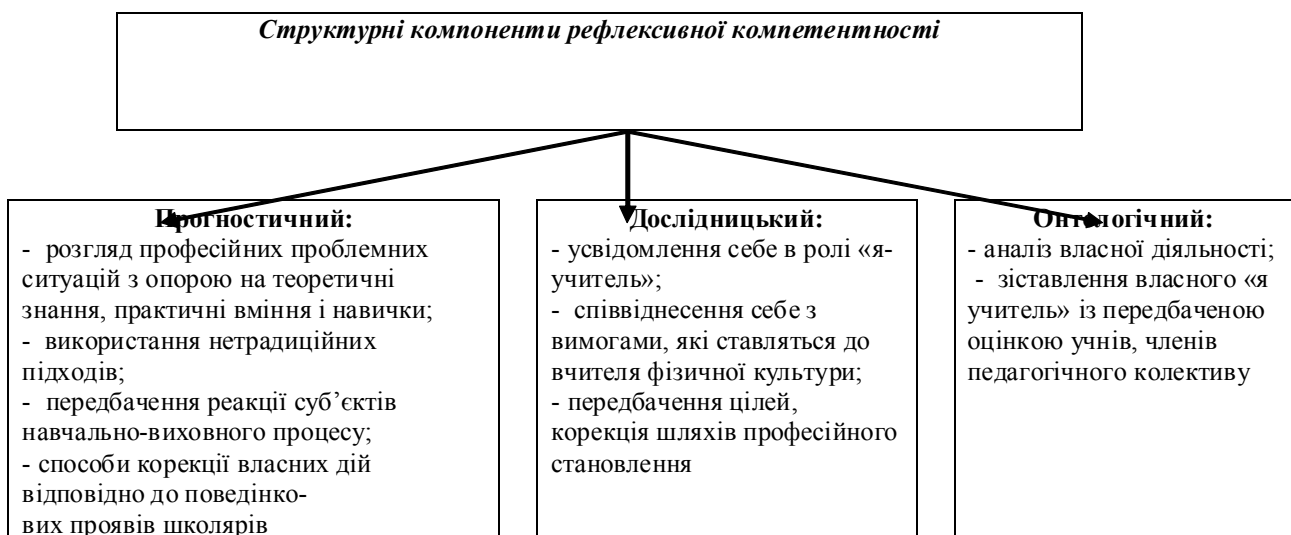 Структурні компоненти рефлексивної компетентності
Прогностичний:
- розгляд професійних проблемних
ситуацій з опорою на теоретичні
знання, практичні вміння і навички;
- використання нетрадиційних
підходів;
- передбачення реакції суб’єктів
навчально-виховного процесу;
- способи корекції власних дій
відповідно до поведінко-
вих проявів школярів
Дослідницький:
- усвідомлення себе в ролі «я-
учитель»;
- співвіднесення себе з
вимогами, які ставляться до
вчителя фізичної культури;
- передбачення цілей,
корекція шляхів професійного
становлення
Онтологічний:
- аналіз власної діяльності;
- зіставлення власного «я
учитель» із передбаченою
оцінкою учнів, членів
педагогічного колективу